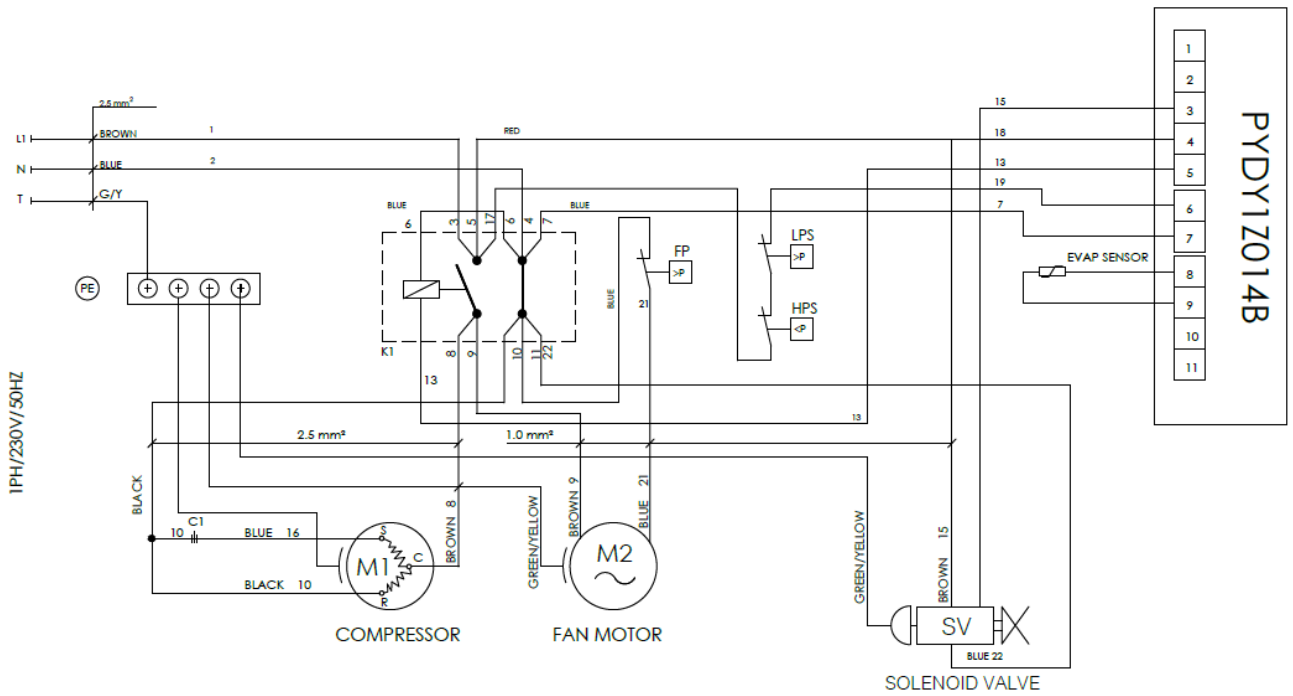 1
2
3
4
5
6
7
8
9
10
11
PYDY1Z014B
2.5 mm²
15
L1
BROWN
1
RED
18
N
BLUE
2
13
T
G/Y
19
BLUE
6
3
5
17
6
4
7
BLUE
7
FP
>P
LPS
>P
EVAP SENSOR
PE
BLUE
21
HPS
<P
K1
8
9
10
11
22
13
13
1PH/230V/50HZ
2.5 mm²
1.0 mm²
BLACK
10
C1
BLUE
16
S
M1
C
R
BLACK
10
BROWN
8
GREEN/YELLOW
BROWN
9
BLUE
21
M2
GREEN/YELLOW
BROWN
15
SV
BLUE 22
COMPRESSOR
FAN MOTOR
SOLENOID VALVE